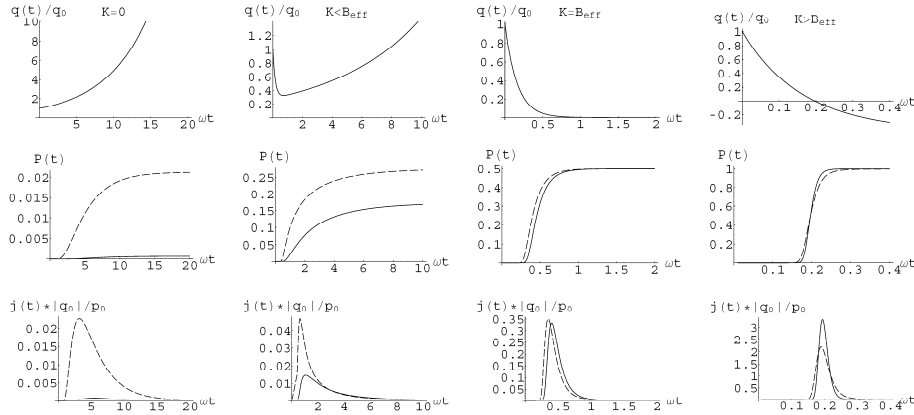 q(t)/q₀ K=0
10
8
6
4
2
5 10 15 20 ωt
q(t)/q₀ K<B_eff
1.2
1
0.8
0.6
0.4
0.2
2 4 6 8 10 ωt
q(t)/q₀ K=B_eff
1
0.8
0.6
0.4
0.2
0.5 1 1.5 2 ωt
q(t)/q₀ K>B_eff
1
0.8
0.6
0.4
0.2
-0.2
0.1 0.2 0.3 0.4 ωt
P(t)
0.02
0.015
0.01
0.005
5 10 15 20 ωt
P(t)
0.25
0.2
0.15
0.1
0.05
2 4 6 8 10 ωt
P(t)
0.5
0.4
0.3
0.2
0.1
0.5 1 1.5 2 ωt
P(t)
1
0.8
0.6
0.4
0.2
0.1 0.2 0.3 0.4 ωt
j(t)*|q₀|/p₀
0.02
0.015
0.01
0.005
5 10 15 20 ωt
j(t)*|q₀|/p₀
0.04
0.03
0.02
0.01
2 4 6 8 10 ωt
j(t)*|q₀|/p₀
0.35
0.3
0.25
0.2
0.15
0.1
0.05
0.5 1 1.5 2 ωt
j(t)*|q₀|/p₀
3
2.5
2
1.5
1
0.5
0.1 0.2 0.3 0.4 ωt